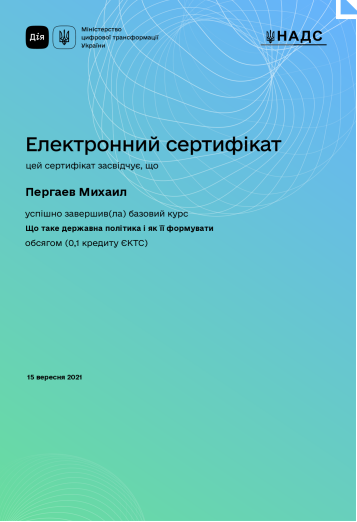 Дія
Міністерство
цифрової трансформації
України
НАДС
Електронний сертифікат
цей сертифікат засвідчує, що
Пергаев Михаил
успішно завершив(ла) базовий курс
Що таке державна політика і як її формувати
обсягом (0,1 кредиту ЄКТС)
15 вересня 2021